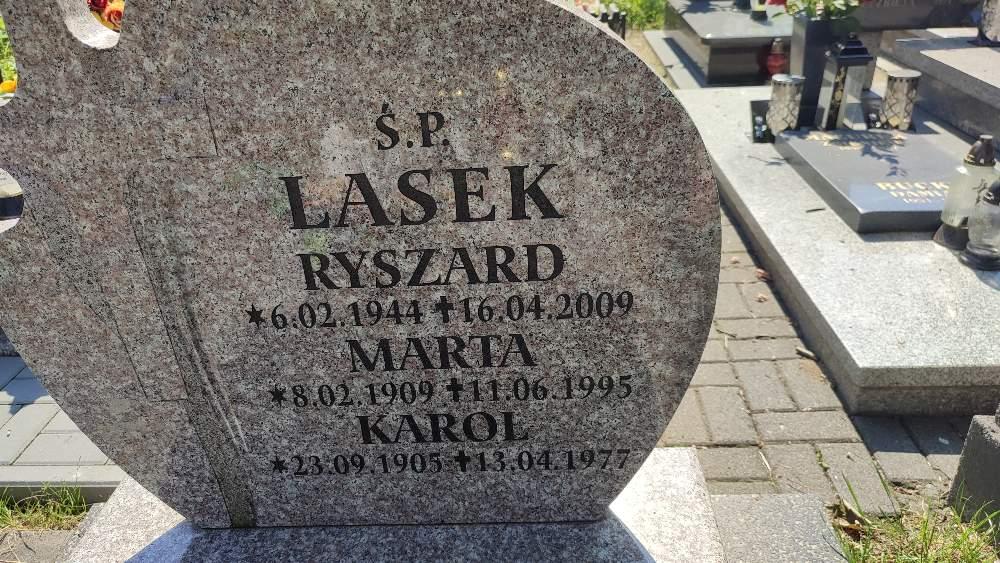 Ś.P.
LASEK
RYSZARD
*6.02.1944 ✝16.04.2009
MARTA
*8.02.1909 ✝11.06.1995
KAROL
*23.09.1905 ✝13.04.1977